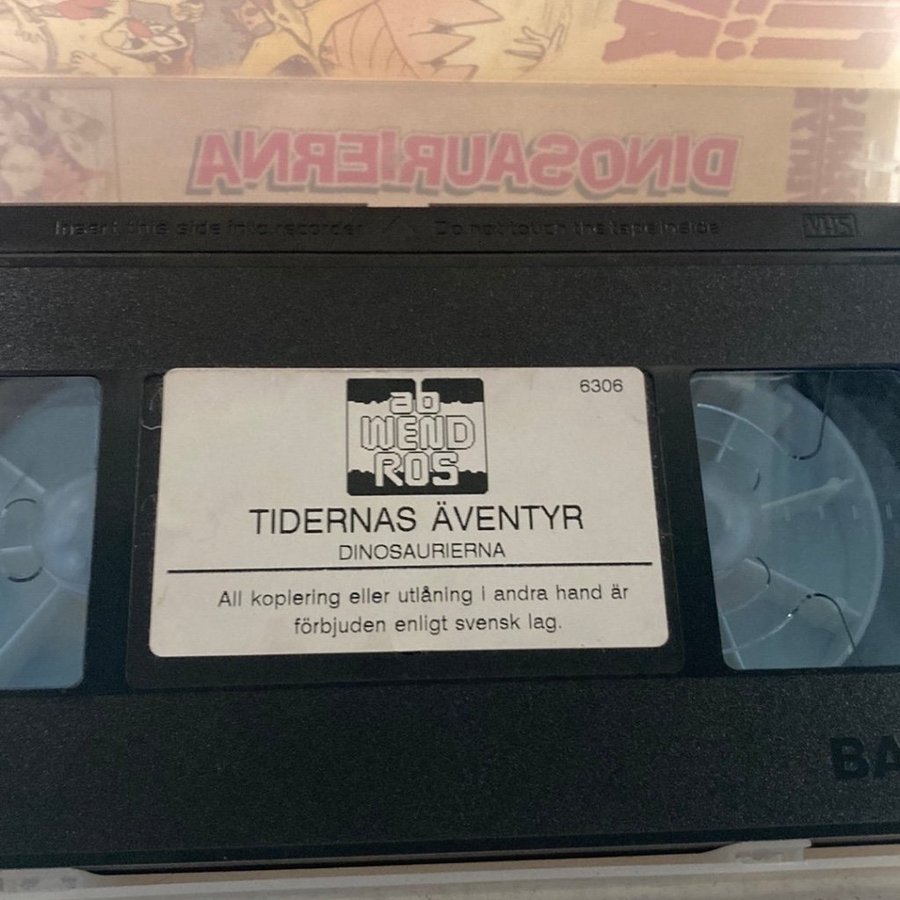 DINOSAURIERNA
Insert this side into recorder
Do not touch the tape inside
VHS
ab
WEND
ROS
6306
TIDERNAS ÄVENTYR
DINOSAURIERNA
All kopiering eller utlåning i andra hand är
förbjuden enligt svensk lag.
BA